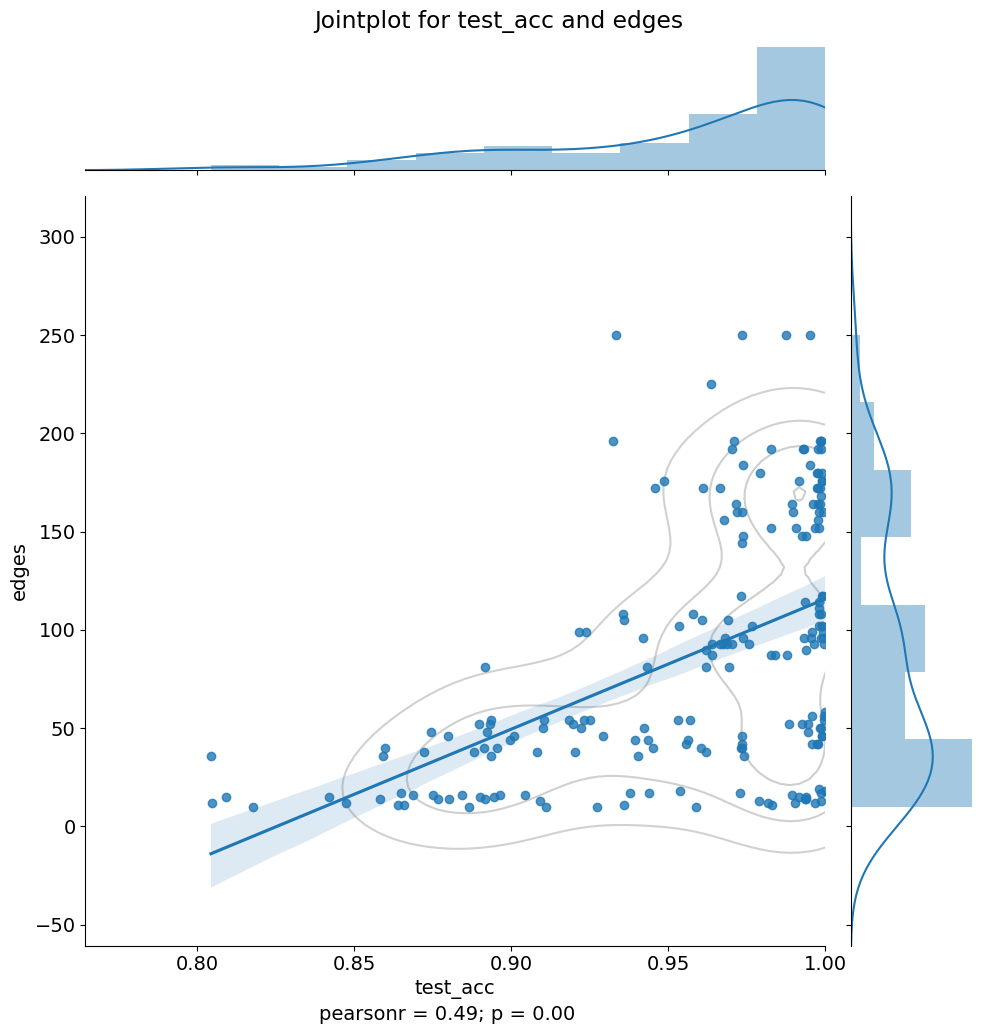 Jointplot for test_acc and edges
300
250
200
150
100
50
0
−50
edges
0.80 0.85 0.90 0.95 1.00
test_acc
pearsonr = 0.49; p = 0.00